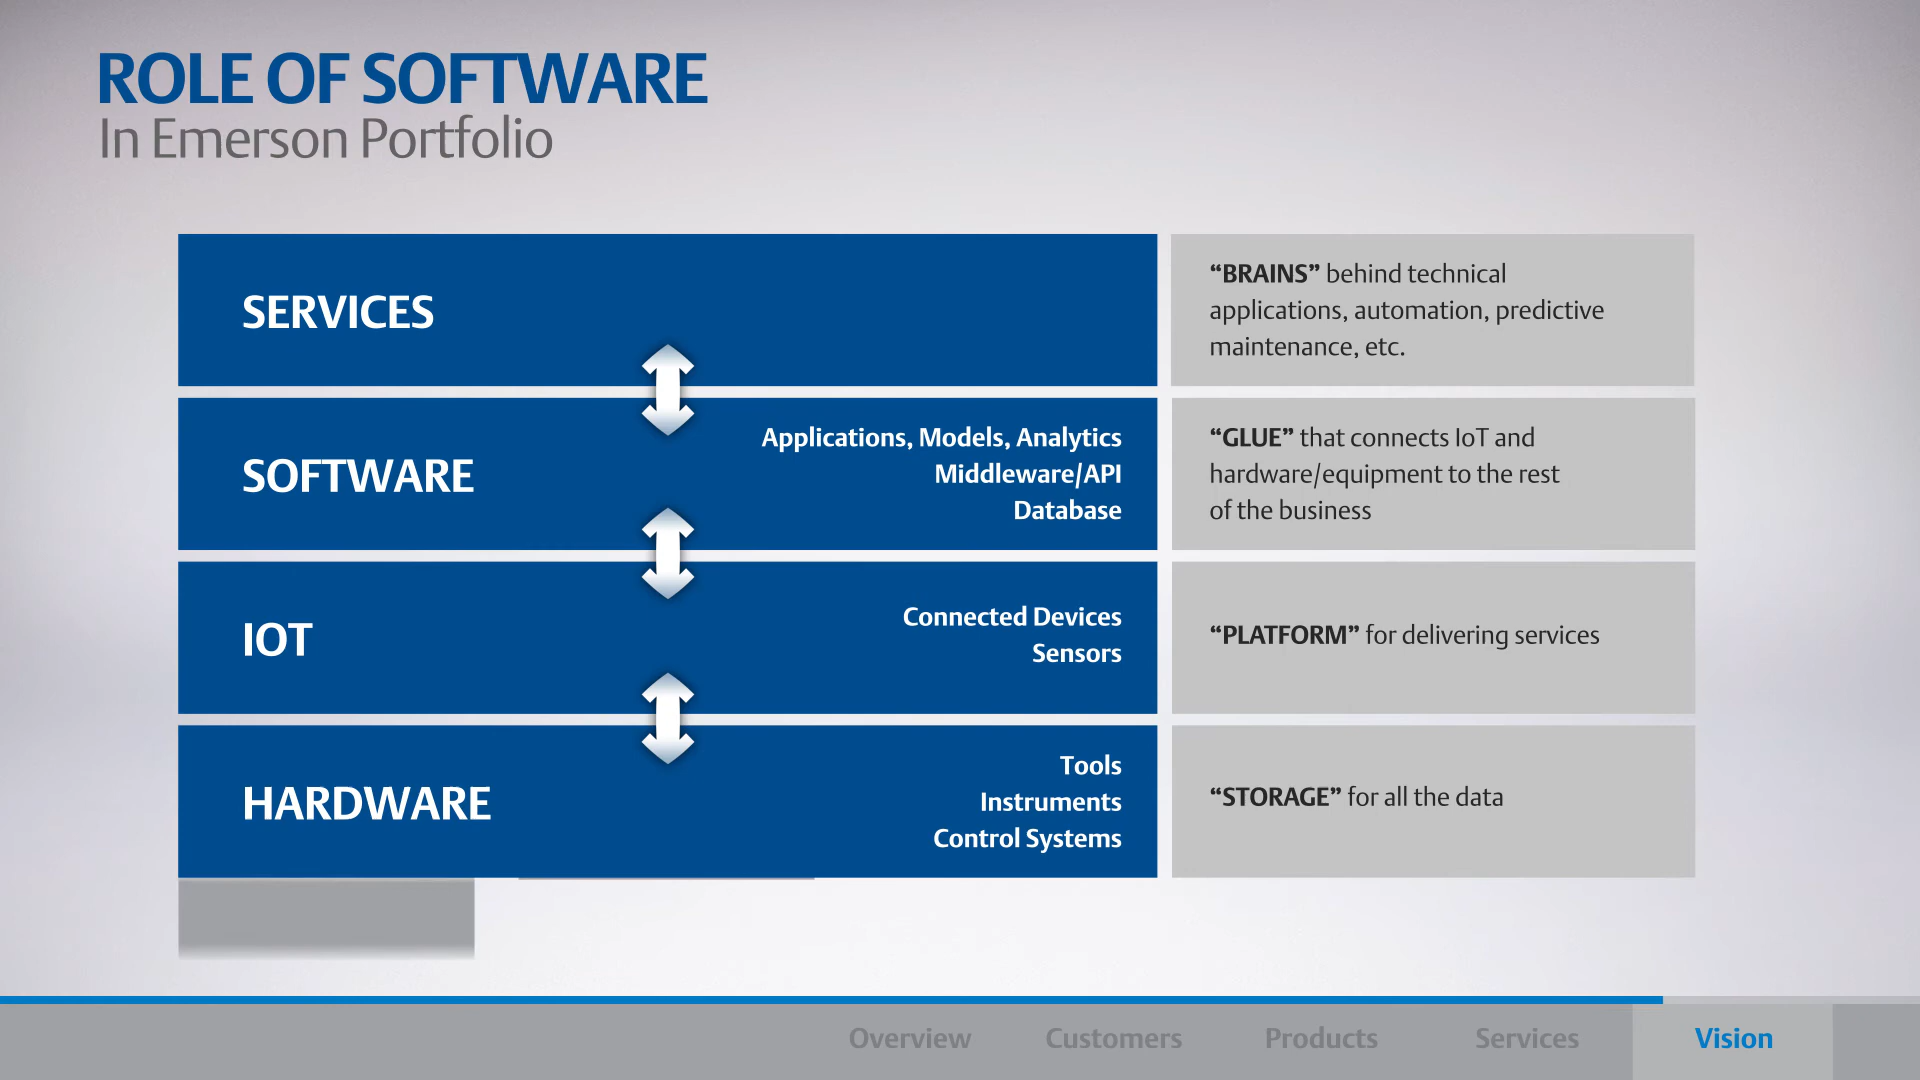 ROLE OF SOFTWARE
In Emerson Portfolio
SERVICES
“BRAINS” behind technical
applications, automation, predictive
maintenance, etc.
SOFTWARE
Applications, Models, Analytics
Middleware/API
Database
“GLUE” that connects IoT and
hardware/equipment to the rest
of the business
IOT
Connected Devices
Sensors
“PLATFORM” for delivering services
HARDWARE
Tools
Instruments
Control Systems
“STORAGE” for all the data
Overview Customers Products Services Vision